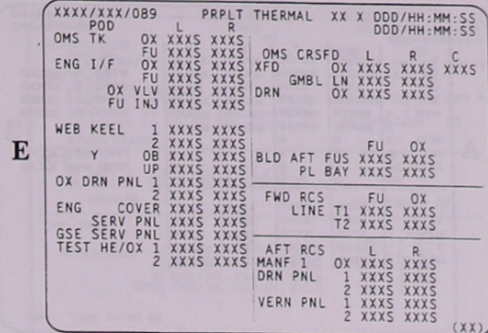 XXXX/XXX/089 PRPLT THERMAL XX X DDD/HH:MM:SS
POD L R DDD/HH:MM:SS
OMS TK OX XXXS XXXS
FU XXXS XXXS OMS CRSFD L R C
ENG I/F OX XXXS XXXS XFD OX XXXS XXXS XXXS
FU XXXS XXXS GMBL LN XXXS XXXS
OX VLV XXXS XXXS DRN OX XXXS XXXS
FU INJ XXXS XXXS
WEB KEEL 1 XXXS XXXS
2 XXXS XXXS FU OX
E
Y OB XXXS XXXS BLD AFT FUS XXXS XXXS
UP XXXS XXXS PL BAY XXXS XXXS
OX DRN PNL 1 XXXS XXXS
2 XXXS XXXS FWD RCS FU OX
ENG COVER XXXS XXXS LINE T1 XXXS XXXS
SERV PNL XXXS XXXS T2 XXXS XXXS
GSE SERV PNL XXXS XXXS
TEST HE/OX 1 XXXS XXXS AFT RCS L R
2 XXXS XXXS MANF 1 OX XXXS XXXS
DRN PNL 1 XXXS XXXS
2 XXXS XXXS
VERN PNL 1 XXXS XXXS
2 XXXS XXXS
(XX)